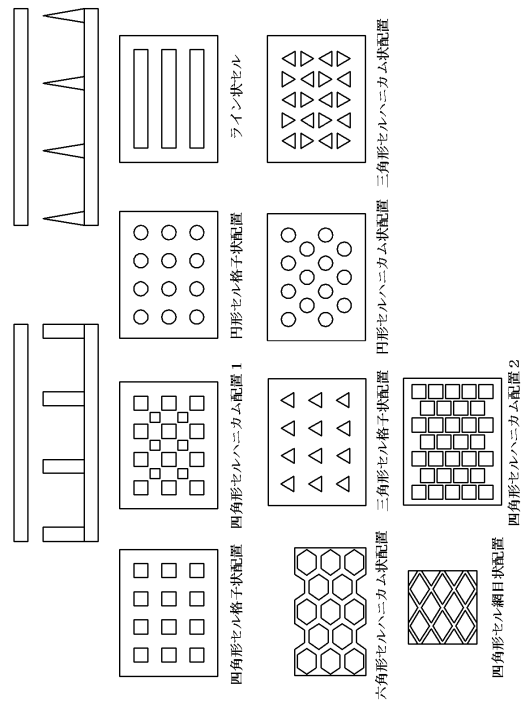 四角形セル格子状配置
四角形セルハニカム配置1
円形セル格子状配置
ライン状セル
六角形セルハニカム状配置
三角形セル格子状配置
円形セルハニカム状配置
三角形セルハニカム状配置
四角形セル網目状配置
四角形セルハニカム配置2